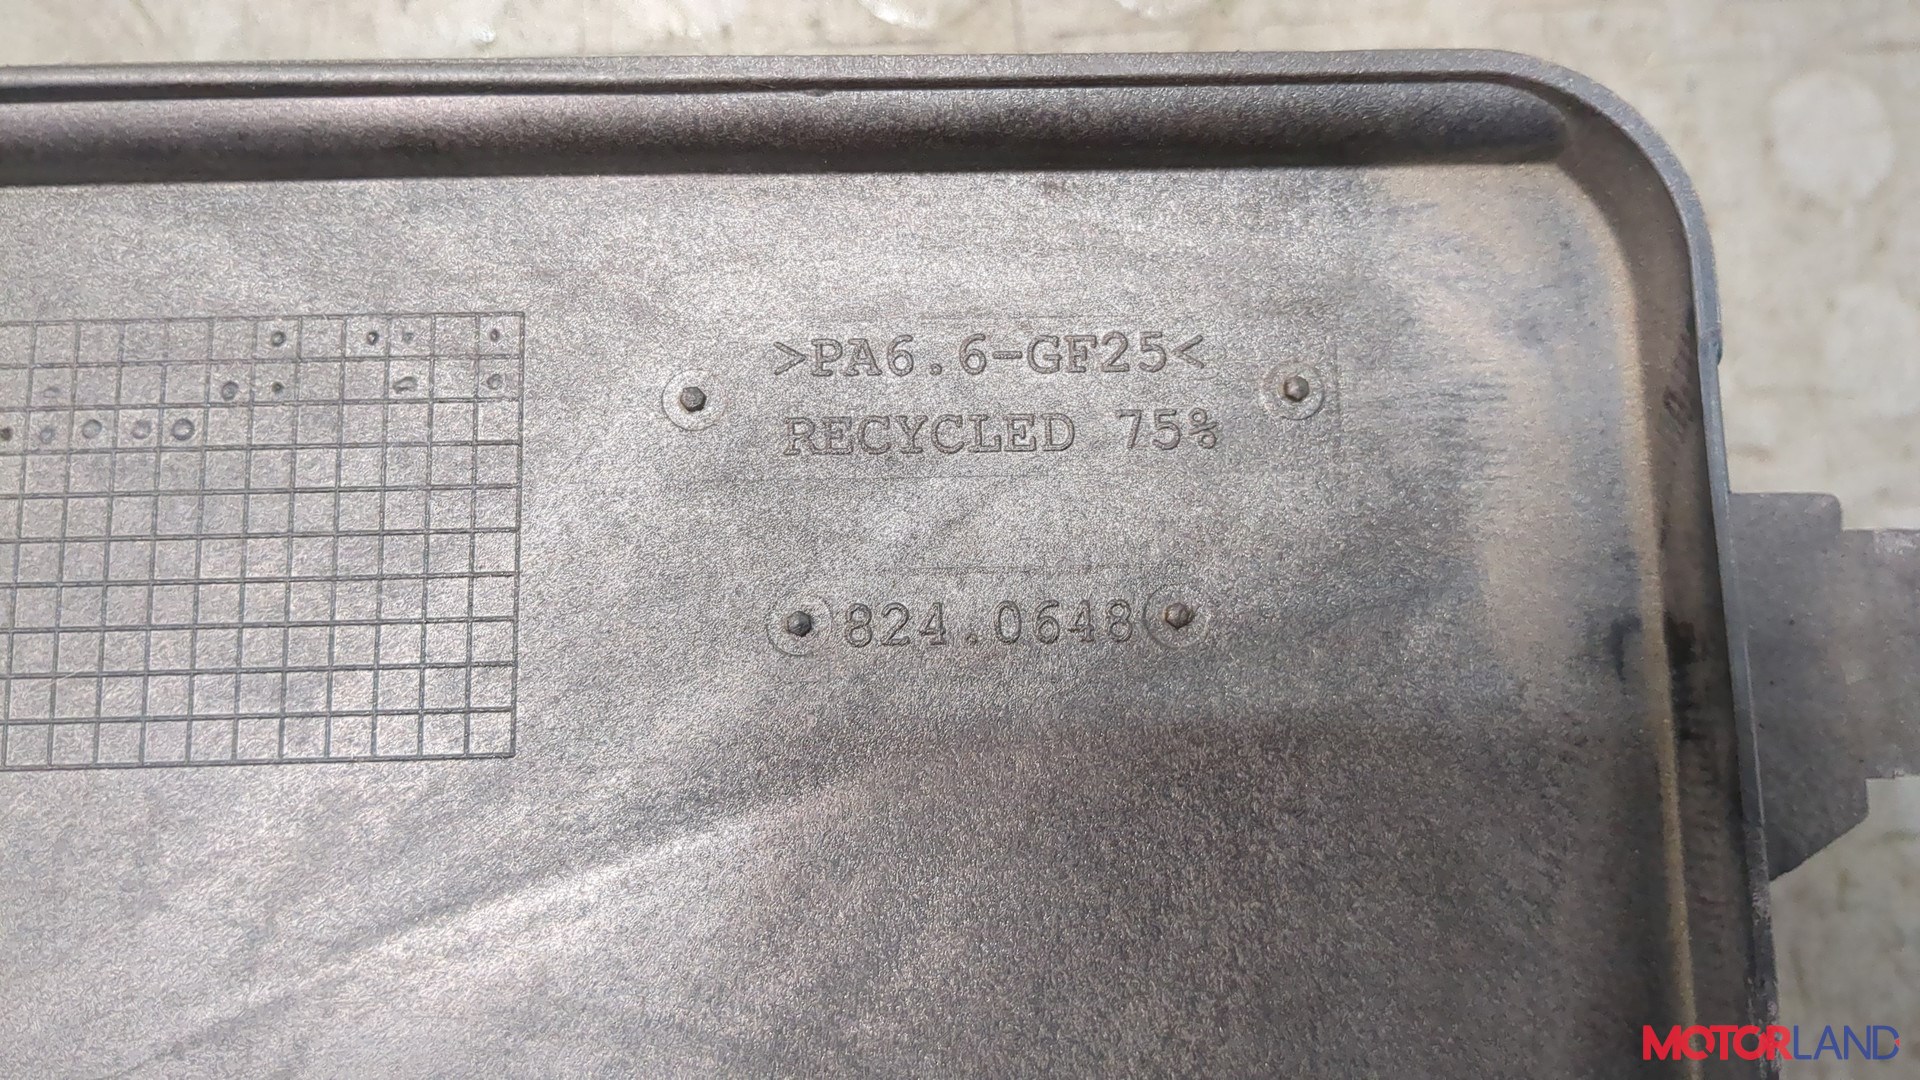 >PA6.6-GF25<
RECYCLED 75%
824.0648
MOTORLAND